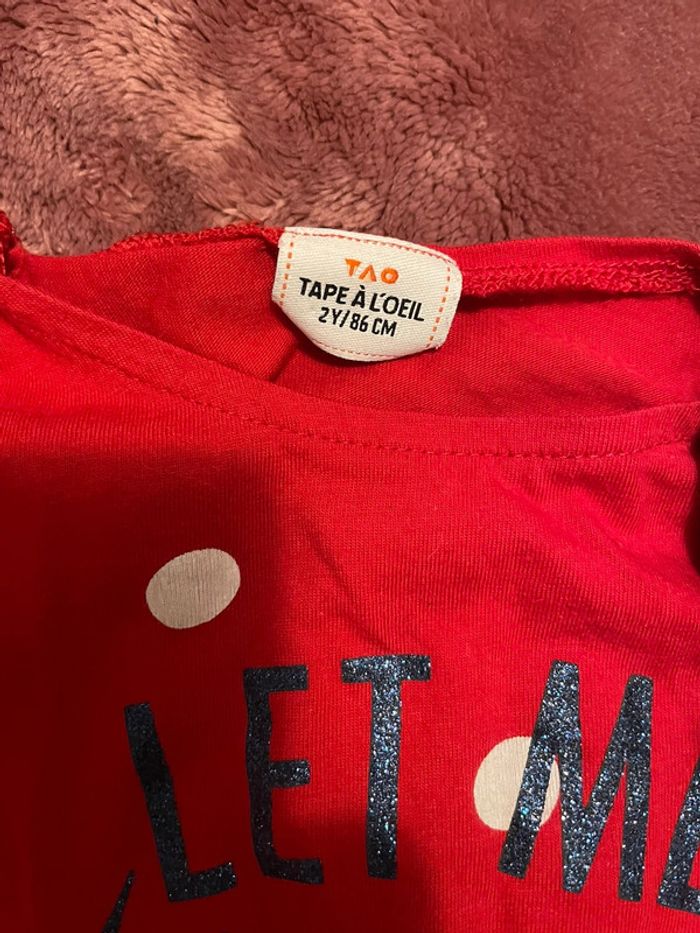 TAO
TAPE À L'OEIL
2Y/86 CM
LET M